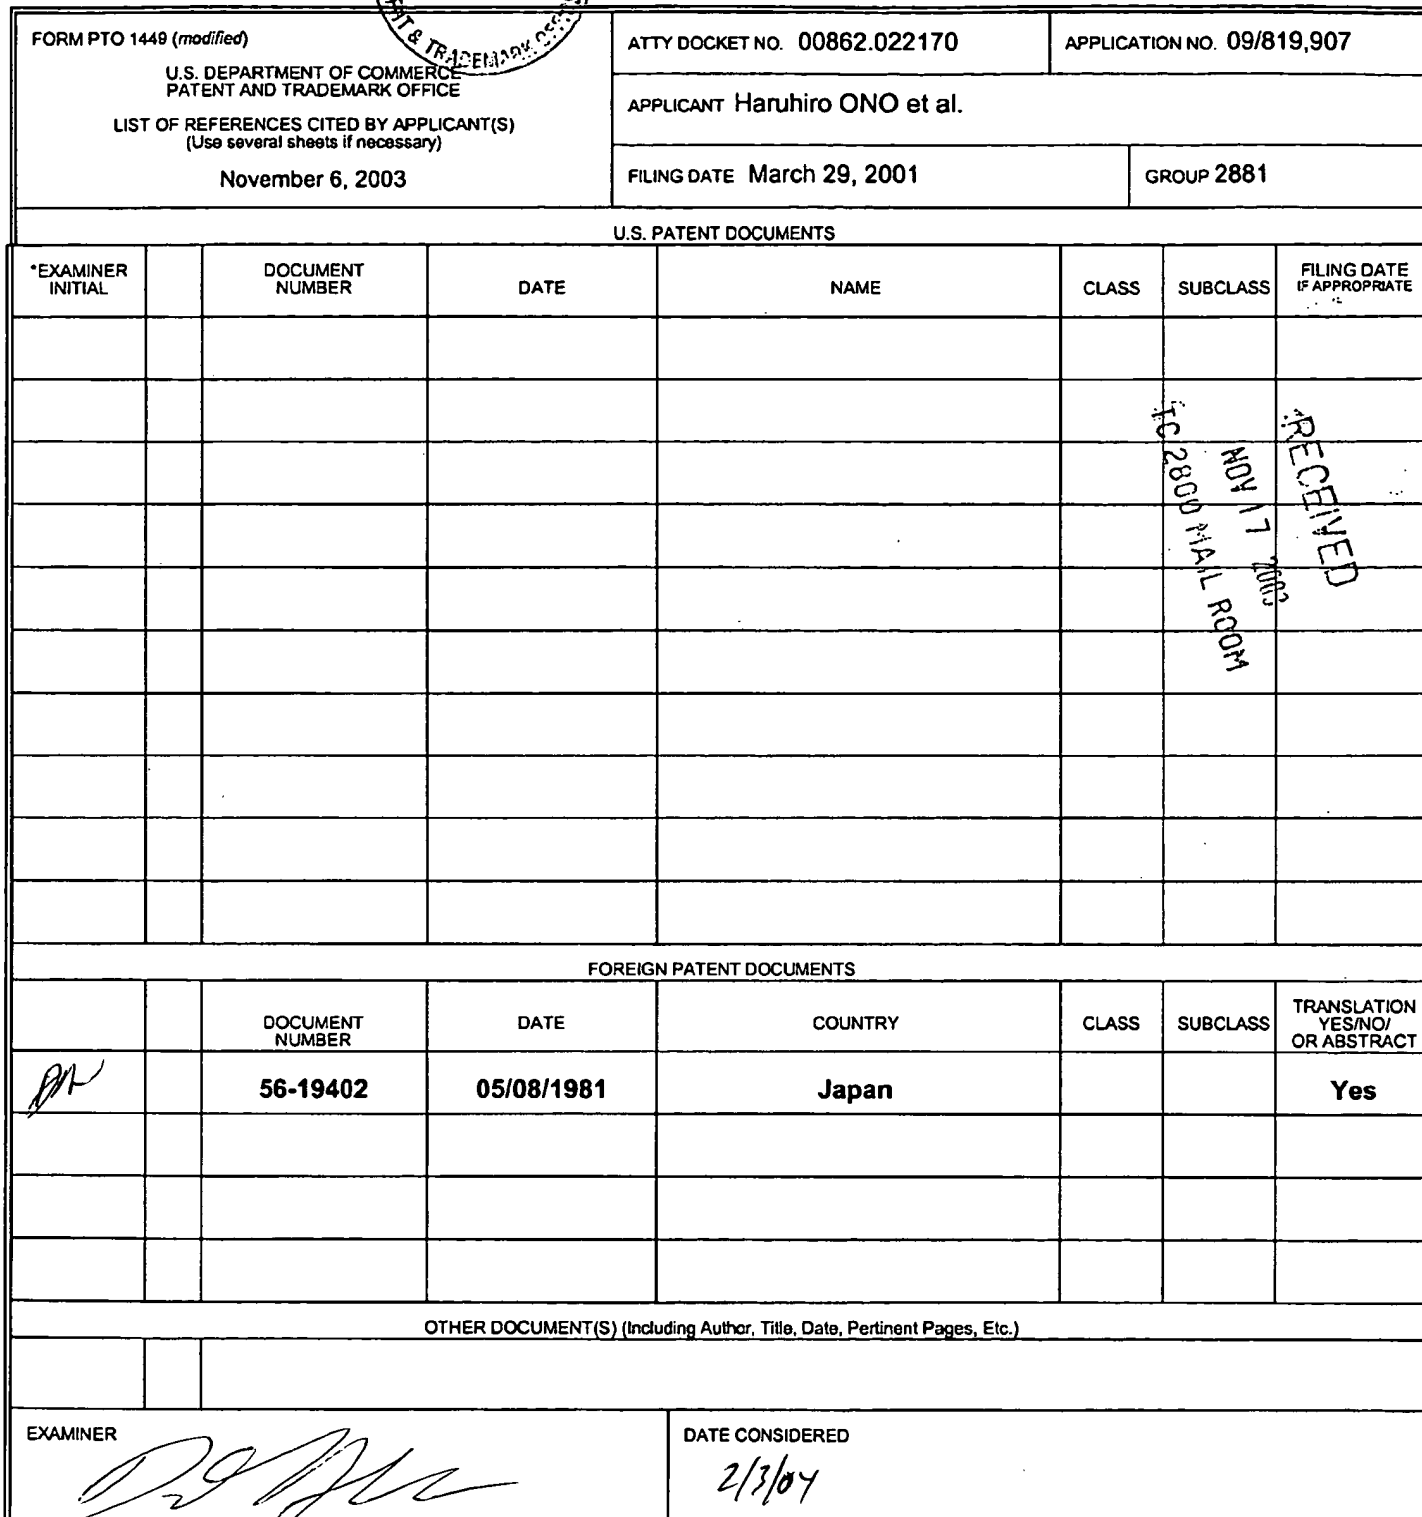 FORM PTO 1449 (modified)
U.S. DEPARTMENT OF COMMERCE
PATENT AND TRADEMARK OFFICE
LIST OF REFERENCES CITED BY APPLICANT(S)
(Use several sheets if necessary)
November 6, 2003
& TRADEMARK OFFICE
ATTY DOCKET NO. 00862.022170
APPLICATION NO. 09/819,907
APPLICANT Haruhiro ONO et al.
FILING DATE March 29, 2001
GROUP 2881
U.S. PATENT DOCUMENTS
*EXAMINER INITIAL
DOCUMENT NUMBER
DATE
NAME
CLASS
SUBCLASS
FILING DATE IF APPROPRIATE
RECEIVED
NOV 17 2003
TC 2800 MAIL ROOM
FOREIGN PATENT DOCUMENTS
DOCUMENT NUMBER
DATE
COUNTRY
CLASS
SUBCLASS
TRANSLATION YES/NO/ OR ABSTRACT
56-19402
05/08/1981
Japan
Yes
OTHER DOCUMENT(S) (Including Author, Title, Date, Pertinent Pages, Etc.)
EXAMINER
DATE CONSIDERED
2/3/04